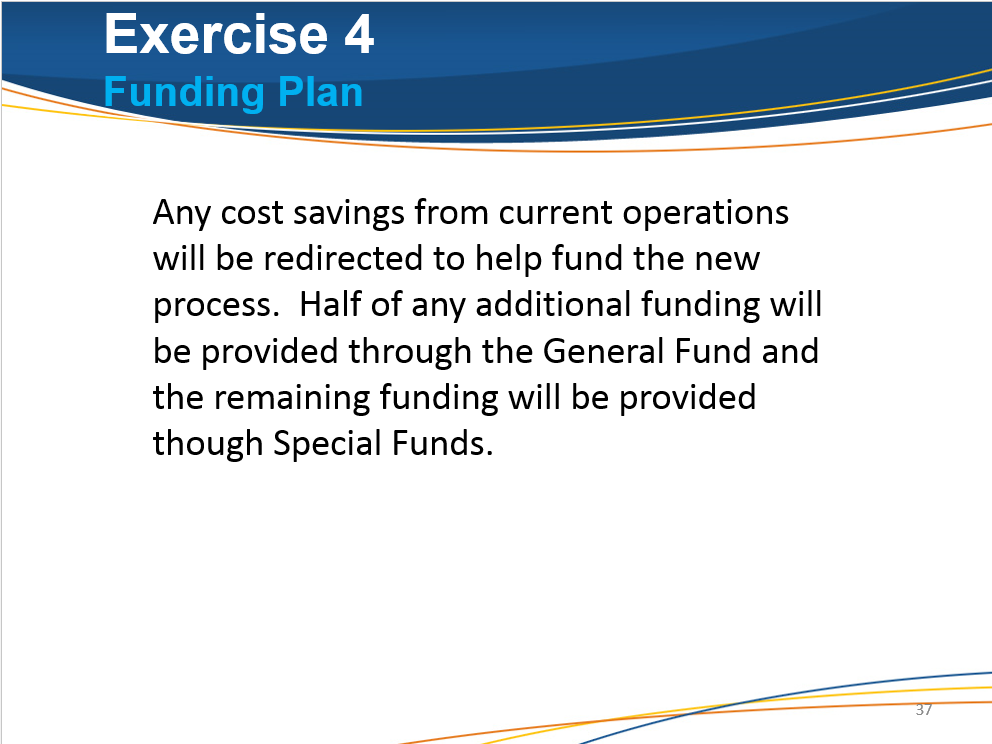 Exercise 4
Funding Plan
Any cost savings from current operations
will be redirected to help fund the new
process.  Half of any additional funding will
be provided through the General Fund and
the remaining funding will be provided
though Special Funds.
37